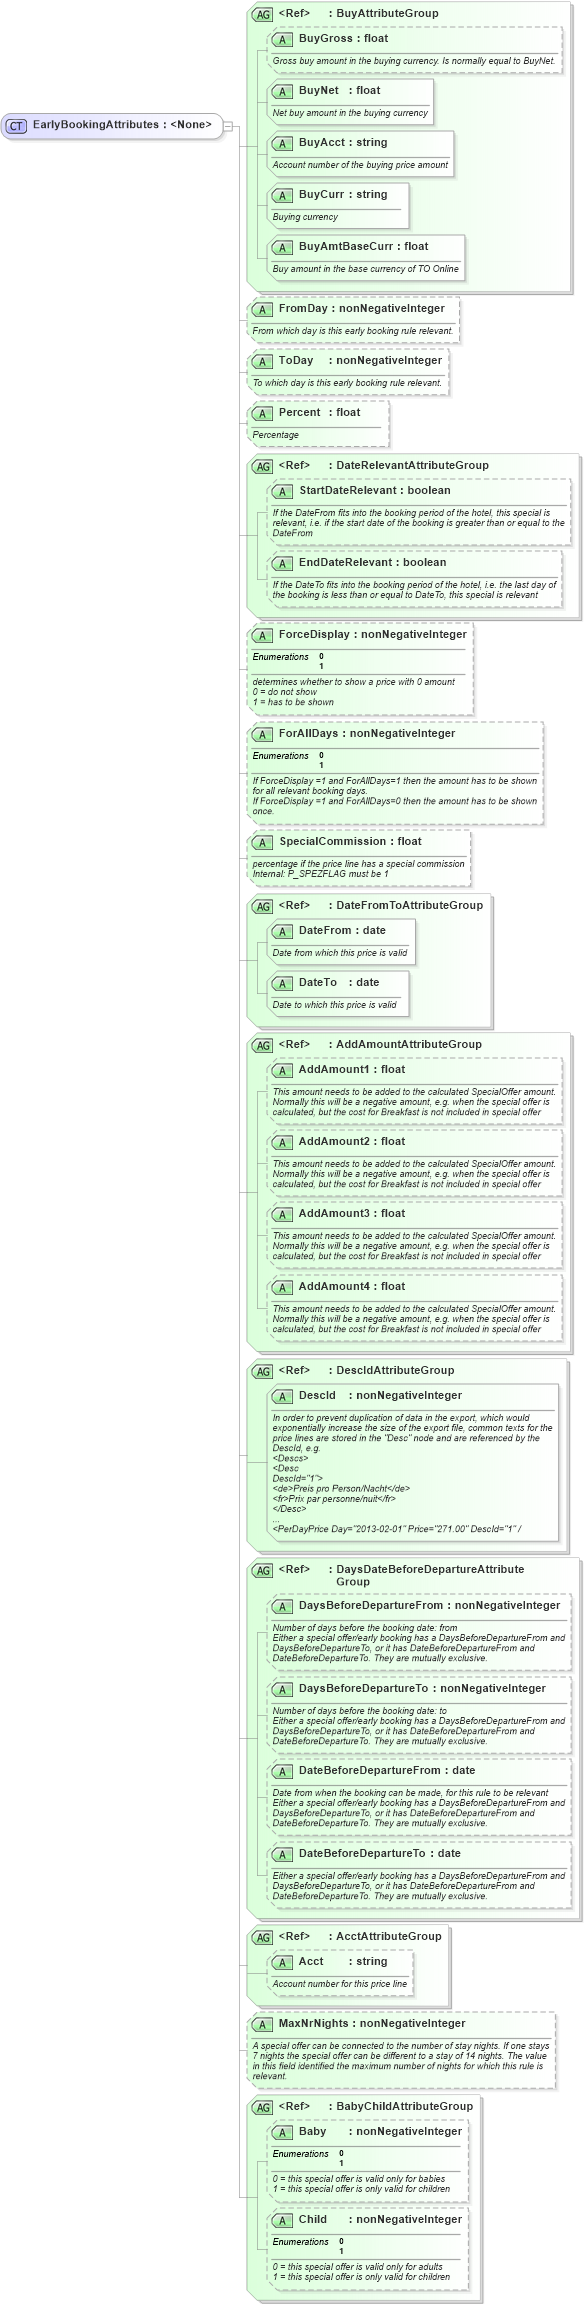 CT EarlyBookingAttributes : <None>
AG <Ref> : BuyAttributeGroup
A BuyGross : float
Gross buy amount in the buying currency. Is normally equal to BuyNet.
A BuyNet : float
Net buy amount in the buying currency
A BuyAcct : string
Account number of the buying price amount
A BuyCurr : string
Buying currency
A BuyAmtBaseCurr : float
Buy amount in the base currency of TO Online
A FromDay : nonNegativeInteger
From which day is this early booking rule relevant.
A ToDay : nonNegativeInteger
To which day is this early booking rule relevant.
A Percent : float
Percentage
AG <Ref> : DateRelevantAttributeGroup
A StartDateRelevant : boolean
If the DateFrom fits into the booking period of the hotel, this special is
relevant, i.e. if the start date of the booking is greater than or equal to the
DateFrom
A EndDateRelevant : boolean
If the DateTo fits into the booking period of the hotel, i.e. the last day of
the booking is less than or equal to DateTo, this special is relevant
A ForceDisplay : nonNegativeInteger
Enumerations 0
1
determines whether to show a price with 0 amount
0 = do not show
1 = has to be shown
A ForAllDays : nonNegativeInteger
Enumerations 0
1
If ForceDisplay =1 and ForAllDays=1 then the amount has to be shown
for all relevant booking days.
If ForceDisplay =1 and ForAllDays=0 then the amount has to be shown
once.
A SpecialCommission : float
percentage if the price line has a special commission
Internal: P_SPEZFLAG must be 1
AG <Ref> : DateFromToAttributeGroup
A DateFrom : date
Date from which this price is valid
A DateTo : date
Date to which this price is valid
AG <Ref> : AddAmountAttributeGroup
A AddAmount1 : float
This amount needs to be added to the calculated SpecialOffer amount.
Normally this will be a negative amount, e.g. when the special offer is
calculated, but the cost for Breakfast is not included in special offer
A AddAmount2 : float
This amount needs to be added to the calculated SpecialOffer amount.
Normally this will be a negative amount, e.g. when the special offer is
calculated, but the cost for Breakfast is not included in special offer
A AddAmount3 : float
This amount needs to be added to the calculated SpecialOffer amount.
Normally this will be a negative amount, e.g. when the special offer is
calculated, but the cost for Breakfast is not included in special offer
A AddAmount4 : float
This amount needs to be added to the calculated SpecialOffer amount.
Normally this will be a negative amount, e.g. when the special offer is
calculated, but the cost for Breakfast is not included in special offer
AG <Ref> : DescIdAttributeGroup
A DescId : nonNegativeInteger
In order to prevent duplication of data in the export, which would
exponentially increase the size of the export file, common texts for the
price lines are stored in the "Desc" node and are referenced by the
DescId, e.g.
<Descs>
<Desc
DescId="1">
<de>Preis pro Person/Nacht</de>
<fr>Prix par personne/nuit</fr>
</Desc>
...
<PerDayPrice Day="2013-02-01" Price="271.00" DescId="1" /
AG <Ref> : DaysDateBeforeDepartureAttribute
Group
A DaysBeforeDepartureFrom : nonNegativeInteger
Number of days before the booking date: from
Either a special offer/early booking has a DaysBeforeDepartureFrom and
DaysBeforeDepartureTo, or it has DateBeforeDepartureFrom and
DateBeforeDepartureTo. They are mutually exclusive.
A DaysBeforeDepartureTo : nonNegativeInteger
Number of days before the booking date: to
Either a special offer/early booking has a DaysBeforeDepartureFrom and
DaysBeforeDepartureTo, or it has DateBeforeDepartureFrom and
DateBeforeDepartureTo. They are mutually exclusive.
A DateBeforeDepartureFrom : date
Date from when the booking can be made, for this rule to be relevant
Either a special offer/early booking has a DaysBeforeDepartureFrom and
DaysBeforeDepartureTo, or it has DateBeforeDepartureFrom and
DateBeforeDepartureTo. They are mutually exclusive.
A DateBeforeDepartureTo : date
Either a special offer/early booking has a DaysBeforeDepartureFrom and
DaysBeforeDepartureTo, or it has DateBeforeDepartureFrom and
DateBeforeDepartureTo. They are mutually exclusive.
AG <Ref> : AcctAttributeGroup
A Acct : string
Account number for this price line
A MaxNrNights : nonNegativeInteger
A special offer can be connected to the number of stay nights. If one stays
7 nights the special offer can be different to a stay of 14 nights. The value
in this field identified the maximum number of nights for which this rule is
relevant.
AG <Ref> : BabyChildAttributeGroup
A Baby : nonNegativeInteger
Enumerations 0
1
0 = this special offer is valid only for babies
1 = this special offer is only valid for children
A Child : nonNegativeInteger
Enumerations 0
1
0 = this special offer is valid only for adults
1 = this special offer is only valid for children